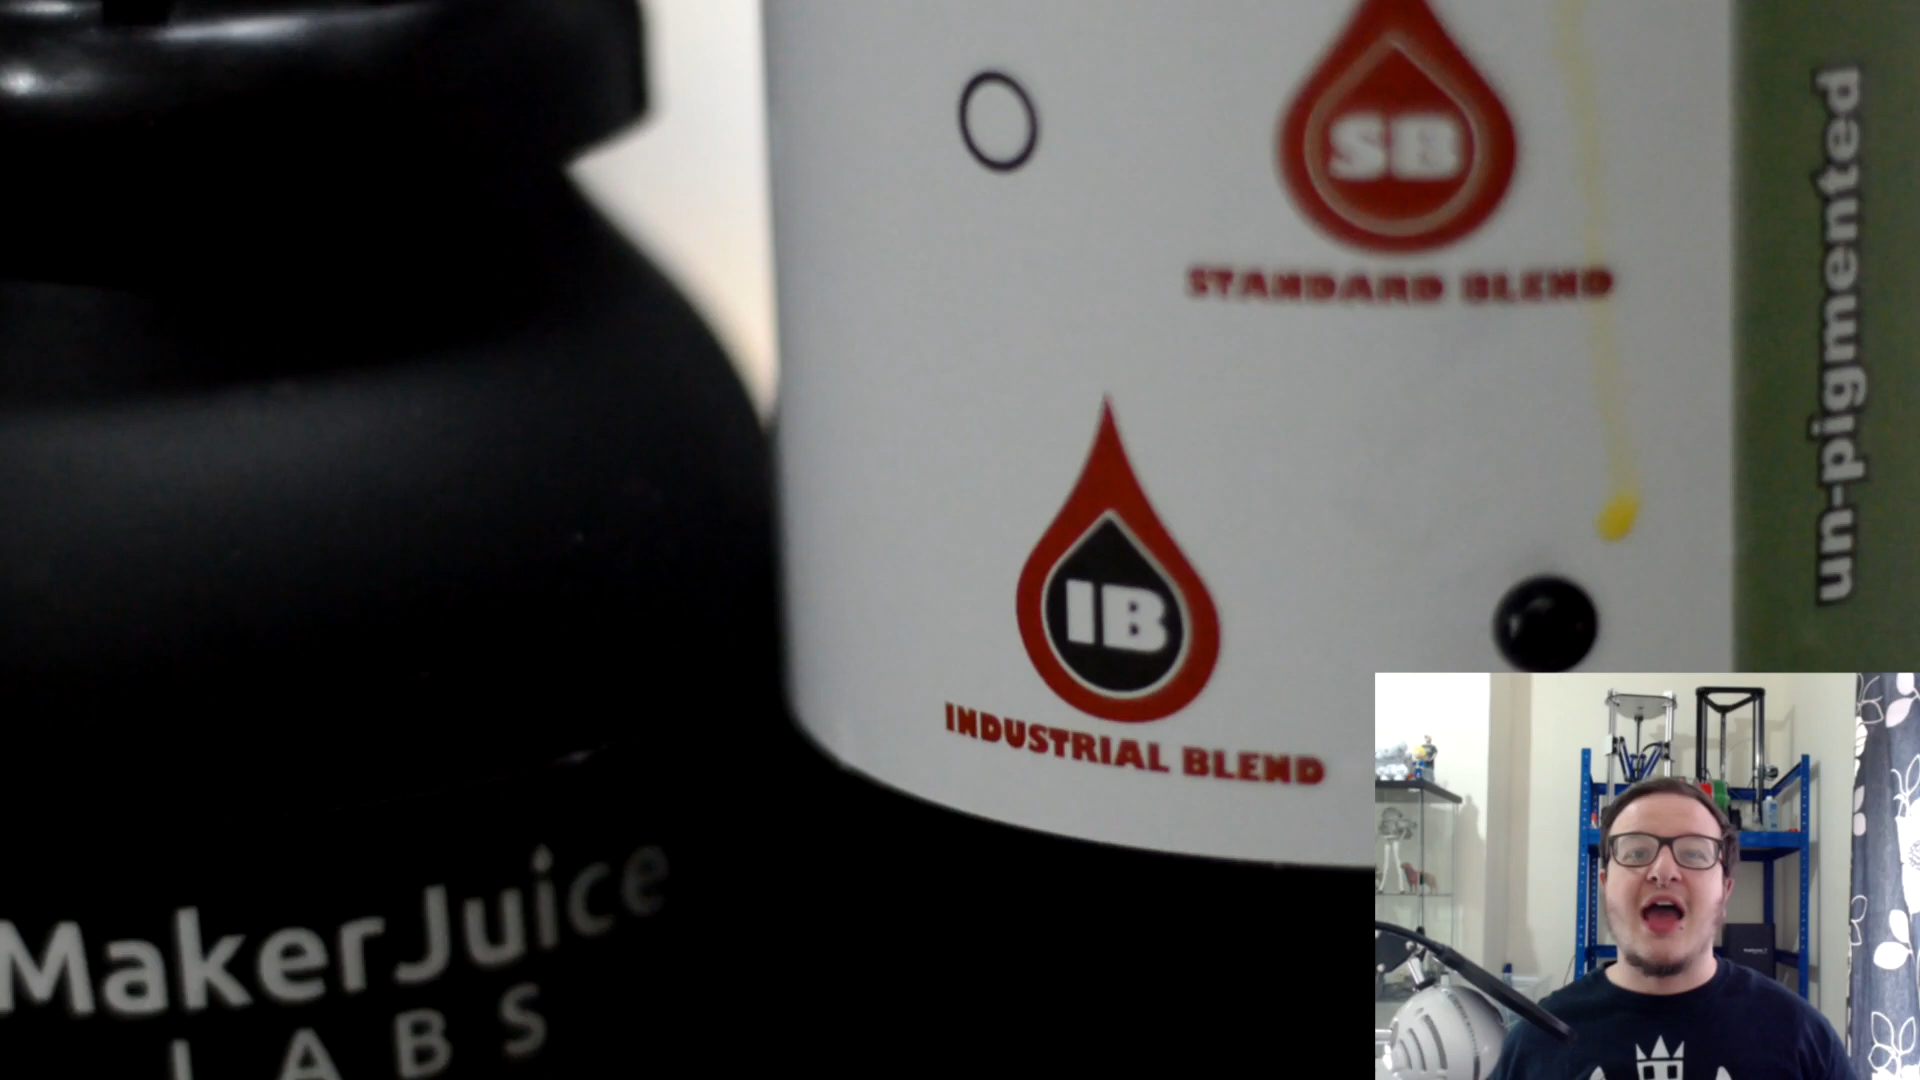 SB
STANDARD BLEND
un-pigmented
IB
INDUSTRIAL BLEND
MakerJuice
LABS